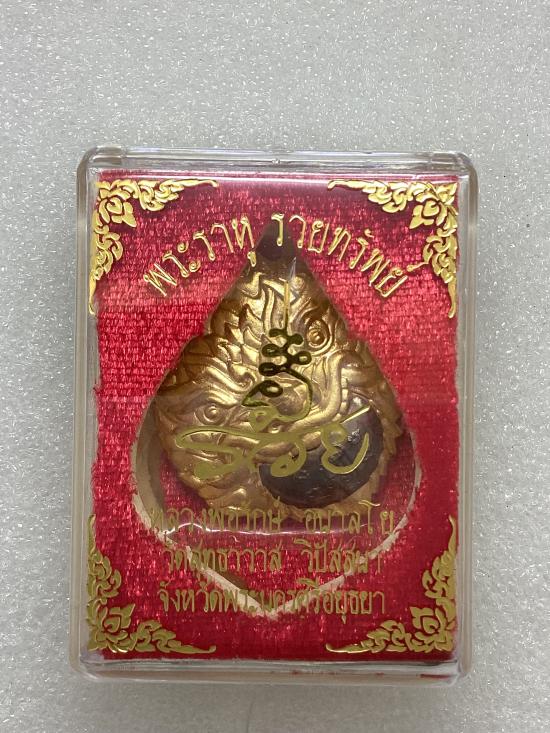 พระราหู รวยทรัพย์
รวย
หลวงพ่อรักษ์ อนาลโย
วัดสุทธาวาส วิปัสสนา
จังหวัดพระนครศรีอยุธยา